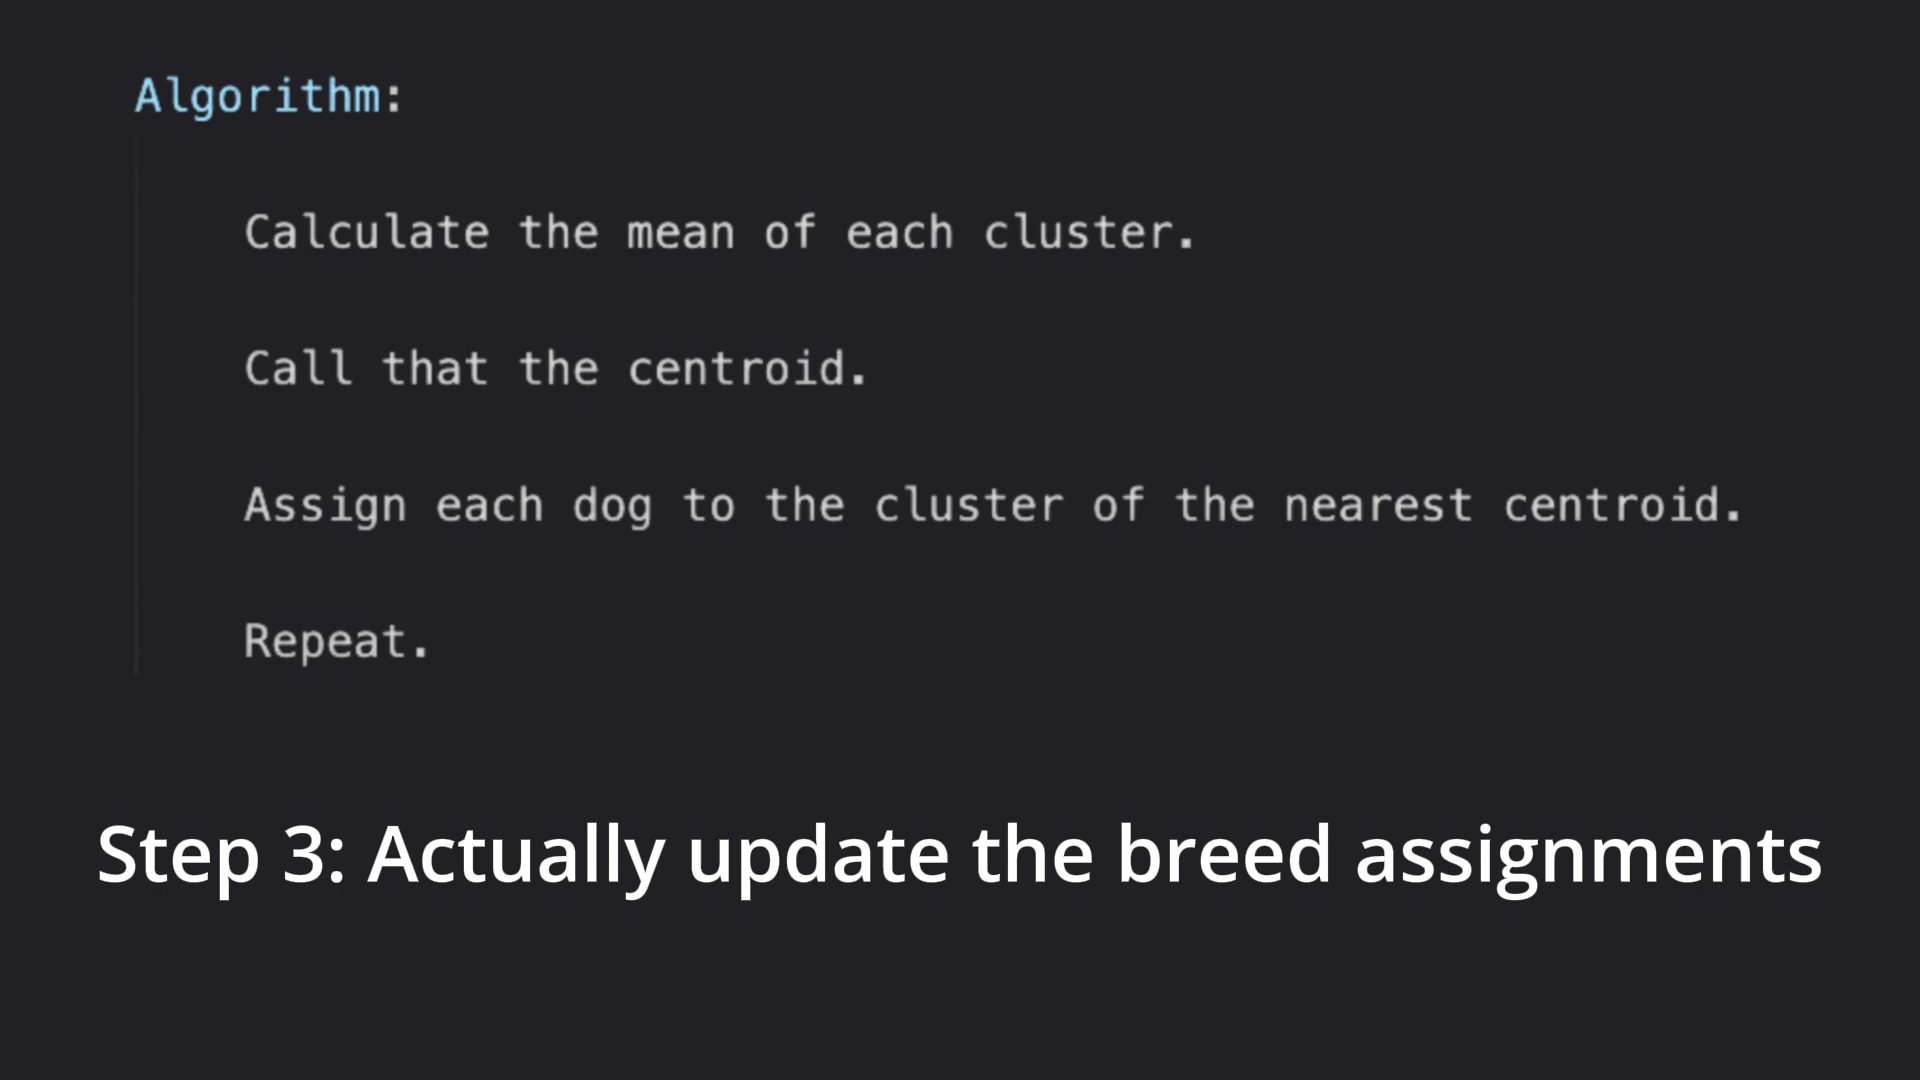 Algorithm:
Calculate the mean of each cluster.
Call that the centroid.
Assign each dog to the cluster of the nearest centroid.
Repeat.
Step 3: Actually update the breed assignments